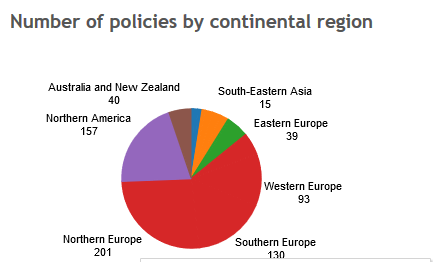 Number of policies by continental region
Australia and New Zealand
40
South-Eastern Asia
15
Northern America
157
Eastern Europe
39
Western Europe
93
Northern Europe
201
Southern Europe
130